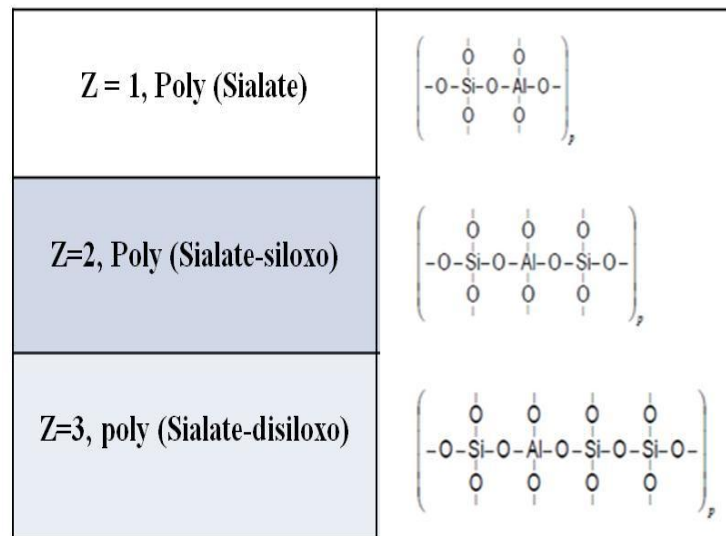 Z = 1, Poly (Sialate)
O O
-O-Si-O-Al-O-
O O
p
Z=2, Poly (Sialate-siloxo)
O O O
-O-Si-O-Al-O-Si-O-
O O O
p
Z=3, poly (Sialate-disiloxo)
O O O O
-O-Si-O-Al-O-Si-O-Si-O-
O O O O
p